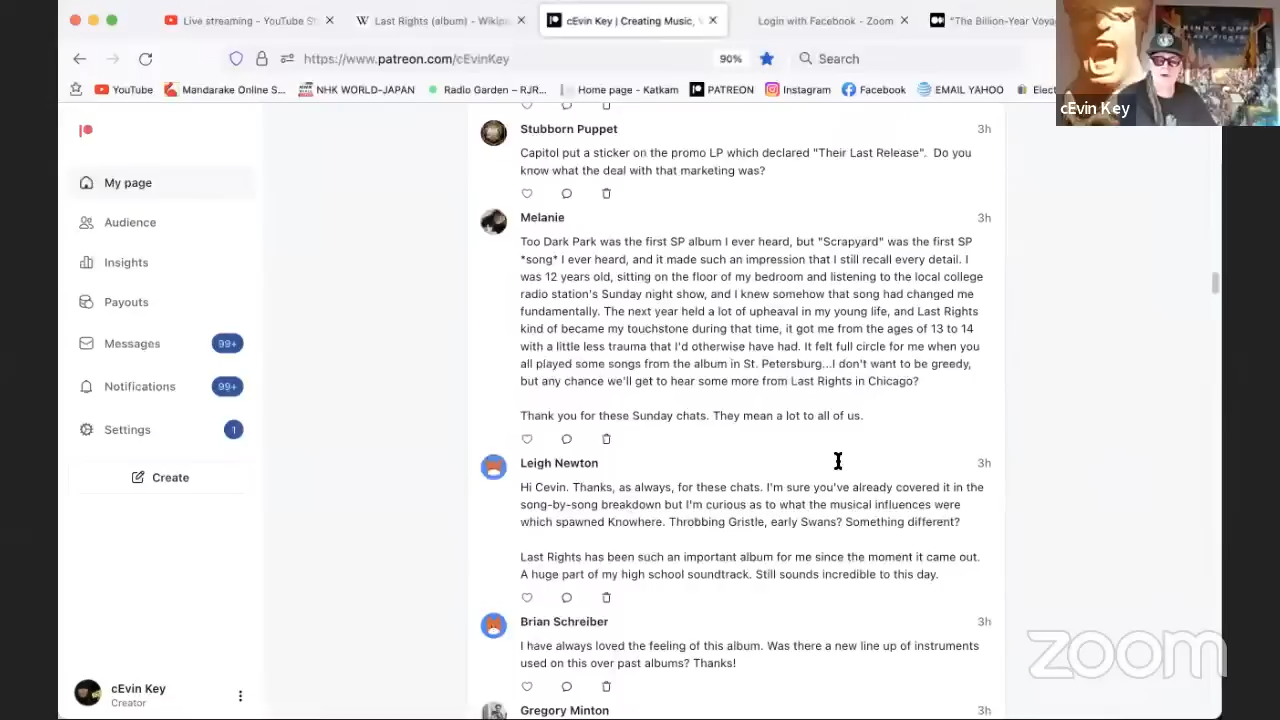 Live streaming - YouTube S
Last Rights (album) - Wikip
cEvin Key | Creating Music,
Login with Facebook - Zoom
"The Billion-Year Voya
https://www.patreon.com/cEvinKey
90%
Search
YouTube
Mandarake Online S...
NHK WORLD-JAPAN
Radio Garden – RJR...
Home page - Katkam
PATREON
Instagram
Facebook
EMAIL YAHOO
Elect
cEvin Key
My page
Audience
Insights
Payouts
Messages 99+
Notifications 99+
Settings 1
Create
cEvin Key
Creator
Stubborn Puppet 3h
Capitol put a sticker on the promo LP which declared "Their Last Release". Do you
know what the deal with that marketing was?
Melanie 3h
Too Dark Park was the first SP album I ever heard, but "Scrapyard" was the first SP
*song* I ever heard, and it made such an impression that I still recall every detail. I
was 12 years old, sitting on the floor of my bedroom and listening to the local college
radio station's Sunday night show, and I knew somehow that song had changed me
fundamentally. The next year held a lot of upheaval in my young life, and Last Rights
kind of became my touchstone during that time, it got me from the ages of 13 to 14
with a little less trauma that I'd otherwise have had. It felt full circle for me when you
all played some songs from the album in St. Petersburg...I don't want to be greedy,
but any chance we'll get to hear some more from Last Rights in Chicago?
Thank you for these Sunday chats. They mean a lot to all of us.
Leigh Newton 3h
Hi Cevin. Thanks, as always, for these chats. I'm sure you've already covered it in the
song-by-song breakdown but I'm curious as to what the musical influences were
which spawned Knowhere. Throbbing Gristle, early Swans? Something different?
Last Rights has been such an important album for me since the moment it came out.
A huge part of my high school soundtrack. Still sounds incredible to this day.
Brian Schreiber 3h
I have always loved the feeling of this album. Was there a new line up of instruments
used on this over past albums? Thanks!
Gregory Minton 3h
zoom